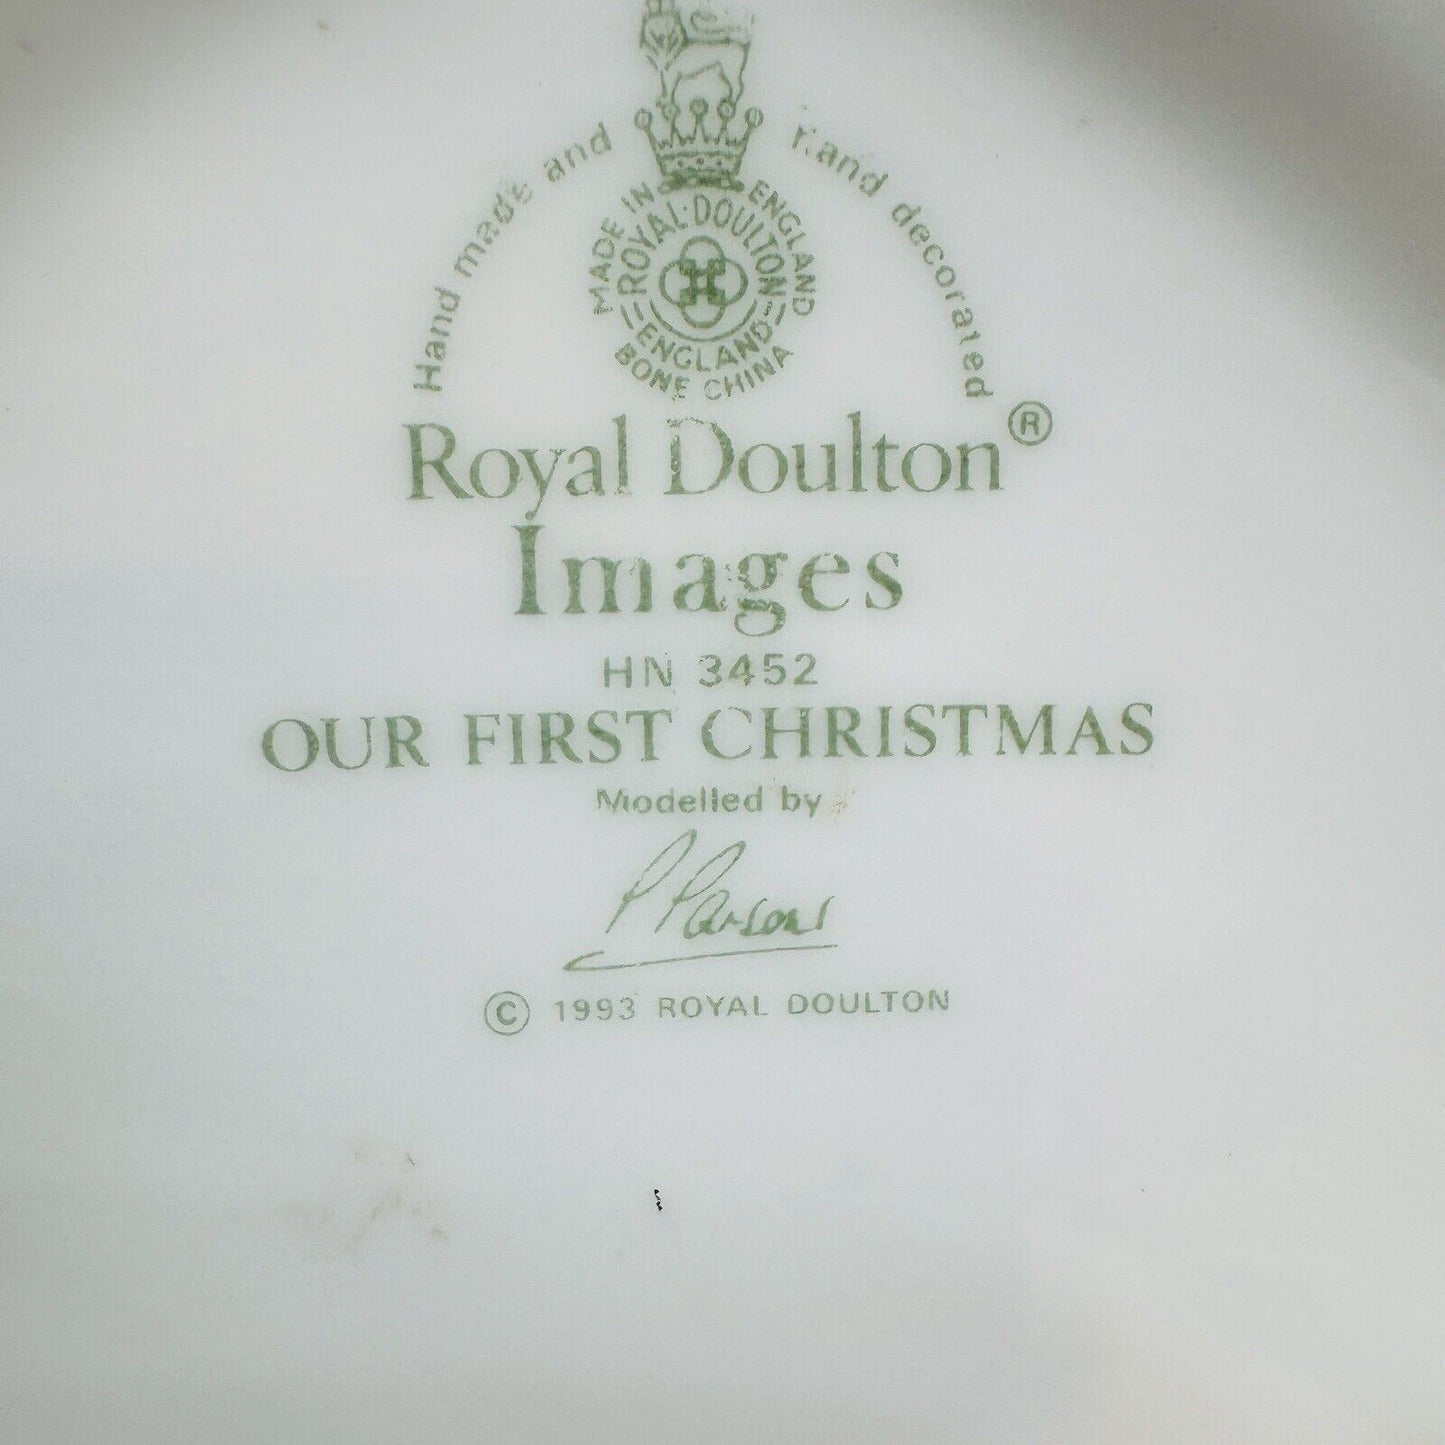 Hand made and Hand decorated
MADE IN ENGLAND
ROYAL·DOULTON
ENGLAND
BONE CHINA
Royal Doulton®
Images
HN 3452
OUR FIRST CHRISTMAS
Modelled by
P Parsons
© 1993 ROYAL DOULTON